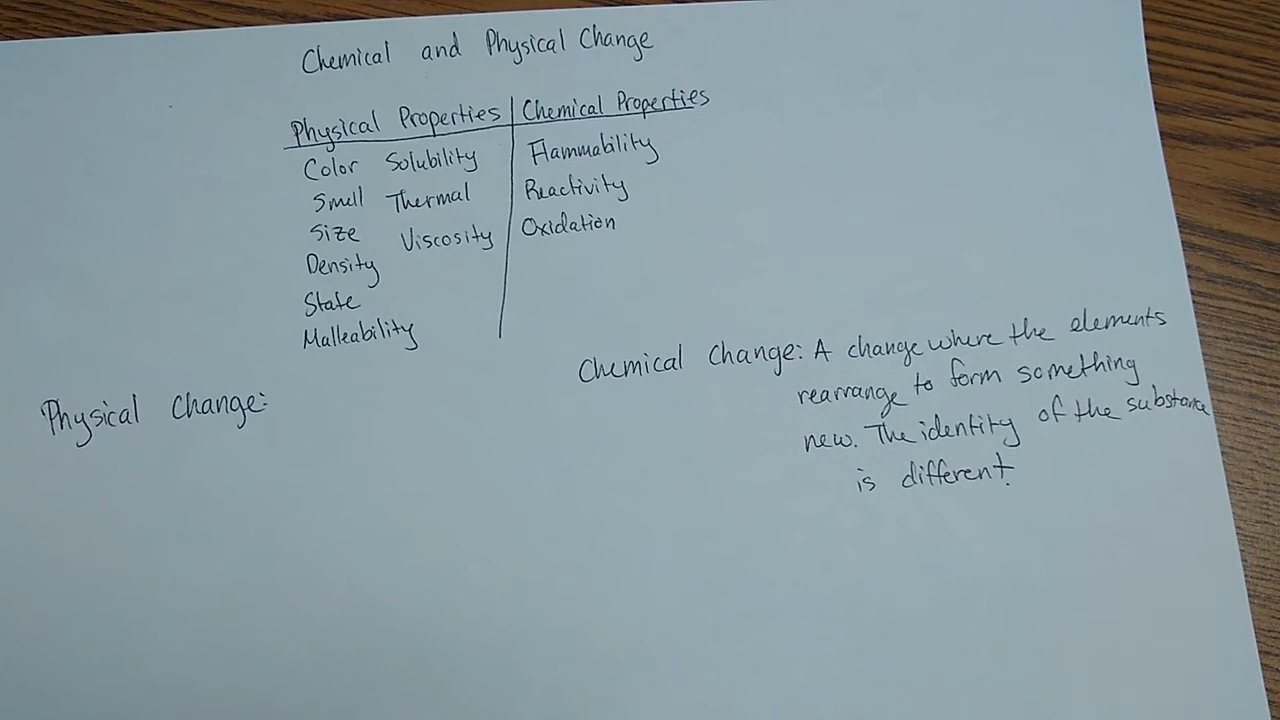 Chemical and Physical Change
Physical Properties | Chemical Properties
Color Solubility Flammability
Smell Thermal Reactivity
Size Viscosity Oxidation
Density
State
Malleability
Physical Change:
Chemical Change: A change where the elements
rearrange to form something
new. The identity of the substance
is different.